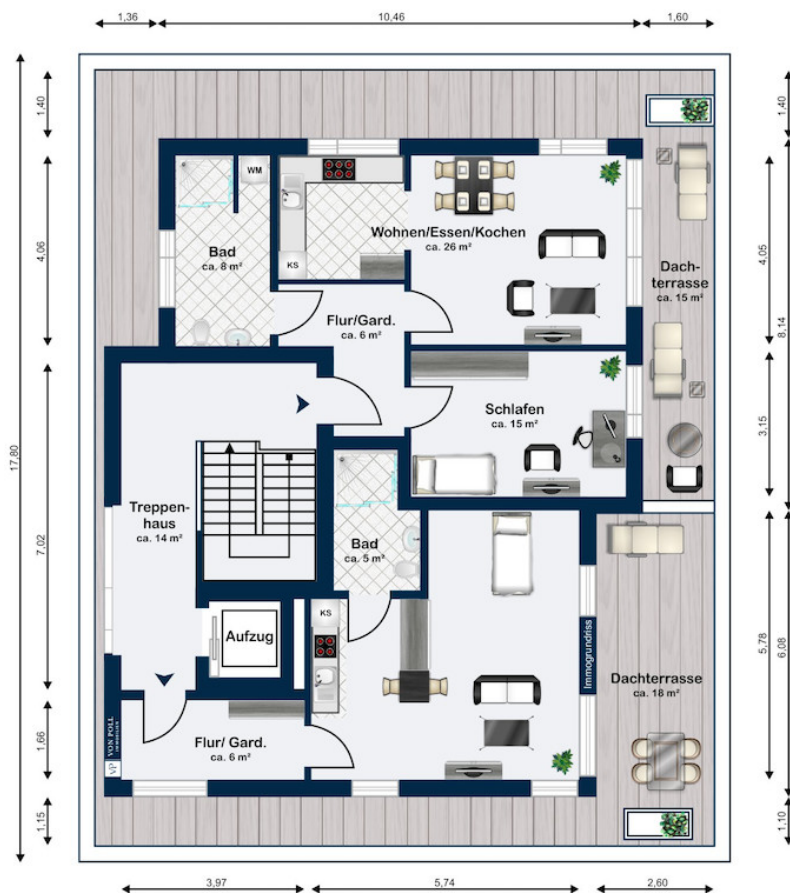 1,36
10,46
1,60
1,40
1,40
WM
Wohnen/Essen/Kochen
ca. 26 m²
Bad
ca. 8 m²
KS
4,06
4,05
Dach-
terrasse
ca. 15 m²
8,14
Flur/Gard.
ca. 6 m²
Schlafen
ca. 15 m²
3,15
17,80
Treppen-
haus
ca. 14 m²
7,02
Bad
ca. 5 m²
KS
Aufzug
Immogrundriss
5,78
6,08
Dachterrasse
ca. 18 m²
VON POLL
IMMOBILIEN
VP
Flur/ Gard.
ca. 6 m²
1,66
1,15
1,10
3,97
5,74
2,60